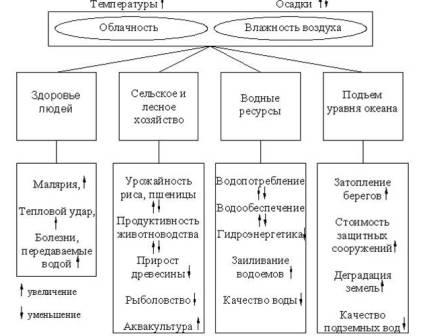 Температуры
Осадки
Облачность
Влажность воздуха
Здоровье
людей
Сельское и
лесное
хозяйство
Водные
ресурсы
Подъем
уравня океана
Малярия,
Тепловой удар,
Болезни,
передаваемые
водой
Урожайность
риса, пшеницы
Продуктивность
животноводства
Прирост
древесины
Рыболовство
Аквакультура
Водопотребление
Водообеспечение
Гидроэнергетика
Заиливание
водоемов
Качество воды
Затопление
берегов
Стоимость
защитных
сооружений
Деградация
земель
Качество
подземных вод
увеличение
уменьшение